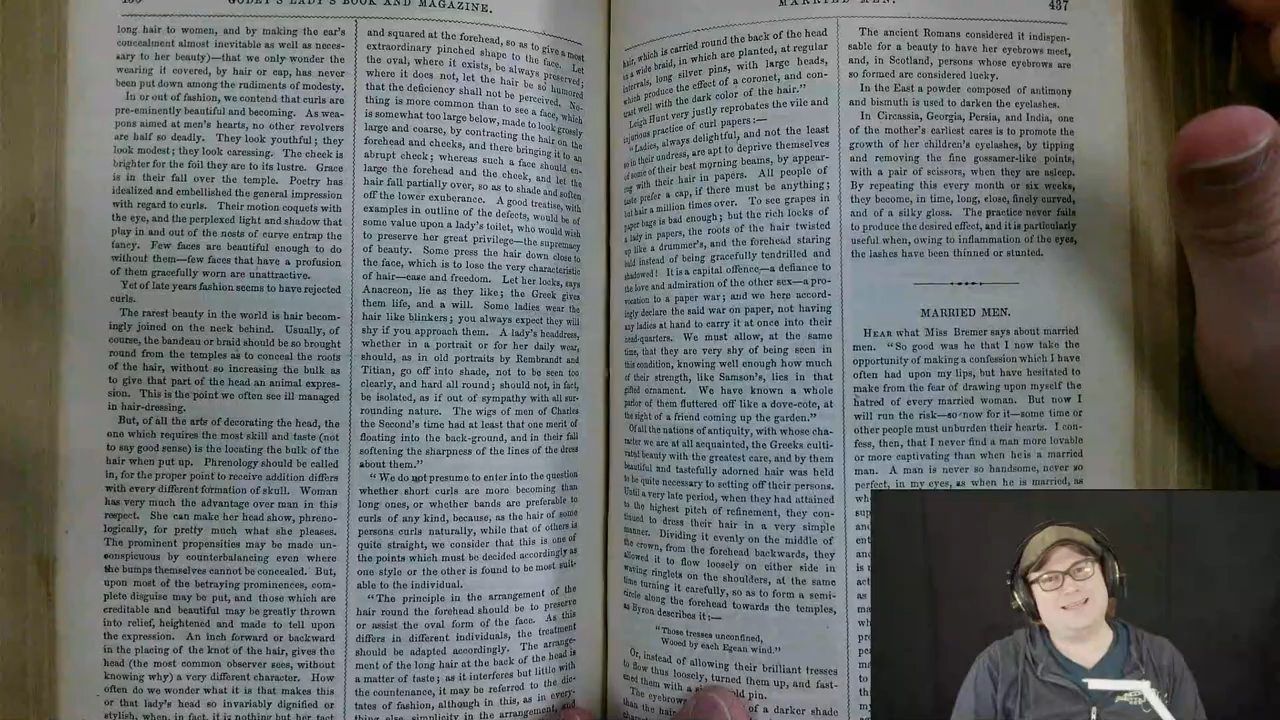 GODEY'S LADY'S BOOK AND MAGAZINE.
long hair to women, and by making the ear's
concealment almost inevitable as well as neces-
sary to her beauty)—that we only wonder the
wearing it covered, by hair or cap, has never
been put down among the rudiments of modesty.
In or out of fashion, we contend that curls are
pre-eminently beautiful and becoming. As wea-
pons aimed at men's hearts, no other revolvers
are half so deadly. They look youthful; they
look modest; they look caressing. The cheek is
brighter for the foil they are to its lustre. Grace
is in their fall over the temple. Poetry has
idealized and embellished the general impression
with regard to curls. Their motion coquets with
the eye, and the perplexed light and shadow that
play in and out of the nests of curve entrap the
fancy. Few faces are beautiful enough to do
without them—few faces that have a profusion
of them gracefully worn are unattractive.
Yet of late years fashion seems to have rejected
curls.
The rarest beauty in the world is hair becom-
ingly joined on the neck behind. Usually, of
course, the bandeau or braid should be so brought
round from the temples as to conceal the roots
of the hair, without so increasing the bulk as
to give that part of the head an animal expres-
sion. This is the point we often see ill managed
in hair-dressing.
But, of all the arts of decorating the head, the
one which requires the most skill and taste (not
to say good sense) is the locating the bulk of the
hair when put up. Phrenology should be called
in, for the proper point to receive addition differs
with every different formation of skull. Woman
has very much the advantage over man in this
respect. She can make her head show, phreno-
logically, for pretty much what she pleases.
The prominent propensities may be made un-
conspicuous by counterbalancing even where
the bumps themselves cannot be concealed. But,
upon most of the betraying prominences, com-
plete disguise may be put, and those which are
creditable and beautiful may be greatly thrown
into relief, heightened and made to tell upon
the expression. An inch forward or backward
in the placing of the knot of the hair, gives the
head (the most common observer sees, without
knowing why) a very different character. How
often do we wonder what it is that makes this
or that lady's head so invariably dignified or
stylish, when, in fact, it is nothing but her tact
and squared at the forehead, so as to give a most
extraordinary pinched shape to the face. Let
the oval, where it exists, be always preserved;
where it does not, let the hair be so humored
that the deficiency shall not be perceived. No-
thing is more common than to see a face, which
is somewhat too large below, made to look grossly
large and coarse, by contracting the hair on the
forehead and cheeks, and there bringing it to an
abrupt check; whereas such a face should en-
large the forehead and the cheek, and let the
hair fall partially over, so as to shade and soften
off the lower exuberance. A good treatise, with
examples in outline of the defects, would be of
some value upon a lady's toilet, who would wish
to preserve her great privilege—the supremacy
of beauty. Some press the hair down close to
the face, which is to lose the very characteristic
of hair—ease and freedom. Let her locks, says
Anacreon, lie as they like; the Greek gives
them life, and a will. Some ladies wear the
hair like blinkers; you always expect they will
shy if you approach them. A lady's headdress,
whether in a portrait or for her daily wear,
should, as in old portraits by Rembrandt and
Titian, go off into shade, not to be seen too
clearly, and hard all round; should not, in fact,
be isolated, as if out of sympathy with all sur-
rounding nature. The wigs of men of Charles
the Second's time had at least that one merit of
floating into the back-ground, and in their fall
softening the sharpness of the lines of the dress
about them."
"We do not presume to enter into the question
whether short curls are more becoming than
long ones, or whether bands are preferable to
curls of any kind, because, as the hair of some
persons curls naturally, while that of others is
quite straight, we consider that this is one of
the points which must be decided accordingly as
one style or the other is found to be most suit-
able to the individual.
"The principle in the arrangement of the
hair round the forehead should be to preserve
or assist the oval form of the face. As this
differs in different individuals, the treatment
should be adapted accordingly. The arrange-
ment of the long hair at the back of the head is
a matter of taste; as it interferes but little with
the countenance, it may be referred to the dic-
tates of fashion, although in this, as in every-
thing else, simplicity in the arrangement, and
MARRIED MEN. 437
hair, which is carried round the back of the head
in a wide braid, in which are planted, at regular
intervals, long silver pins, with large heads,
which produce the effect of a coronet, and con-
trast well with the dark color of the hair."
Leigh Hunt very justly reprobates the vile and
injurious practice of curl papers:—
"Ladies, always delightful, and not the least
so in their undress, are apt to deprive themselves
of some of their best morning beams, by appear-
ing with their hair in papers. All people of
taste prefer a cap, if there must be anything;
but hair a million times over. To see grapes in
paper bags is bad enough; but the rich locks of
a lady in papers, the roots of the hair twisted
up like a drummer's, and the forehead staring
bald instead of being gracefully tendrilled and
shadowed! It is a capital offence—a defiance to
the love and admiration of the other sex—a pro-
vocation to a paper war; and we here accord-
ingly declare the said war on paper, not having
any ladies at hand to carry it at once into their
head-quarters. We must allow, at the same
time, that they are very shy of being seen in
this condition, knowing well enough how much
of their strength, like Samson's, lies in that
gifted ornament. We have known a whole
parlor of them fluttered off like a dove-cote, at
the sight of a friend coming up the garden."
Of all the nations of antiquity, with whose cha-
racter we are at all acquainted, the Greeks culti-
vated beauty with the greatest care, and by them
beautiful and tastefully adorned hair was held
to be quite necessary to setting off their persons.
Until a very late period, when they had attained
to the highest pitch of refinement, they con-
tinued to dress their hair in a very simple
manner. Dividing it evenly on the middle of
the crown, from the forehead backwards, they
allowed it to flow loosely on either side in
waving ringlets on the shoulders, at the same
time turning it carefully, so as to form a semi-
circle along the forehead towards the temples,
as Byron describes it:—
"Those tresses unconfined,
Wooed by each Egean wind."
Or, instead of allowing their brilliant tresses
to flow thus loosely, turned them up, and fast-
ened them with a pin.
The eyebrows of a darker shade
than the hair
The ancient Romans considered it indispen-
sable for a beauty to have her eyebrows meet,
and, in Scotland, persons whose eyebrows are
so formed are considered lucky.
In the East a powder composed of antimony
and bismuth is used to darken the eyelashes.
In Circassia, Georgia, Persia, and India, one
of the mother's earliest cares is to promote the
growth of her children's eyelashes, by tipping
and removing the fine gossamer-like points,
with a pair of scissors, when they are asleep.
By repeating this every month or six weeks,
they become, in time, long, close, finely curved,
and of a silky gloss. The practice never fails
to produce the desired effect, and it is particularly
useful when, owing to inflammation of the eyes,
the lashes have been thinned or stunted.
MARRIED MEN.
HEAR what Miss Bremer says about married
men. "So good was he that I now take the
opportunity of making a confession which I have
often had upon my lips, but have hesitated to
make from the fear of drawing upon myself the
hatred of every married woman. But now I
will run the risk—so now for it—some time or
other people must unburden their hearts. I con-
fess, then, that I never find a man more lovable
or more captivating than when he is a married
man. A man is never so handsome, never so
perfect, in my eyes, as when he is married, as